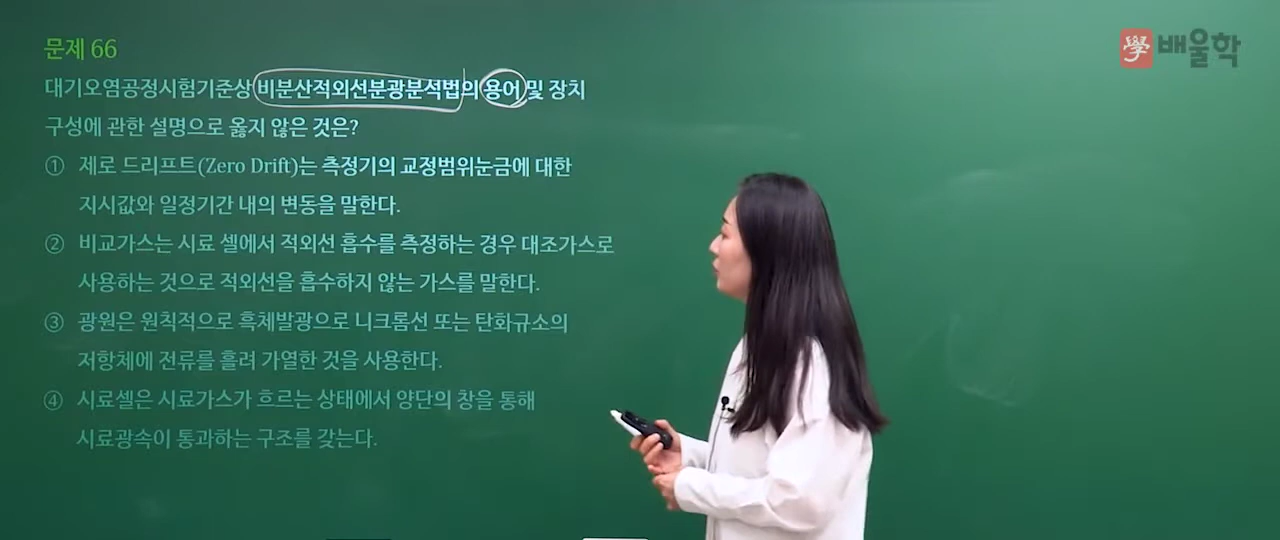 문제 66
學 배울학
대기오염공정시험기준상 비분산적외선분광분석법의 용어 및 장치
구성에 관한 설명으로 옳지 않은 것은?
① 제로 드리프트(Zero Drift)는 측정기의 교정범위눈금에 대한
지시값와 일정기간 내의 변동을 말한다.
② 비교가스는 시료 셀에서 적외선 흡수를 측정하는 경우 대조가스로
사용하는 것으로 적외선을 흡수하지 않는 가스를 말한다.
③ 광원은 원칙적으로 흑체발광으로 니크롬선 또는 탄화규소의
저항체에 전류를 흘려 가열한 것을 사용한다.
④ 시료셀은 시료가스가 흐르는 상태에서 양단의 창을 통해
시료광속이 통과하는 구조를 갖는다.